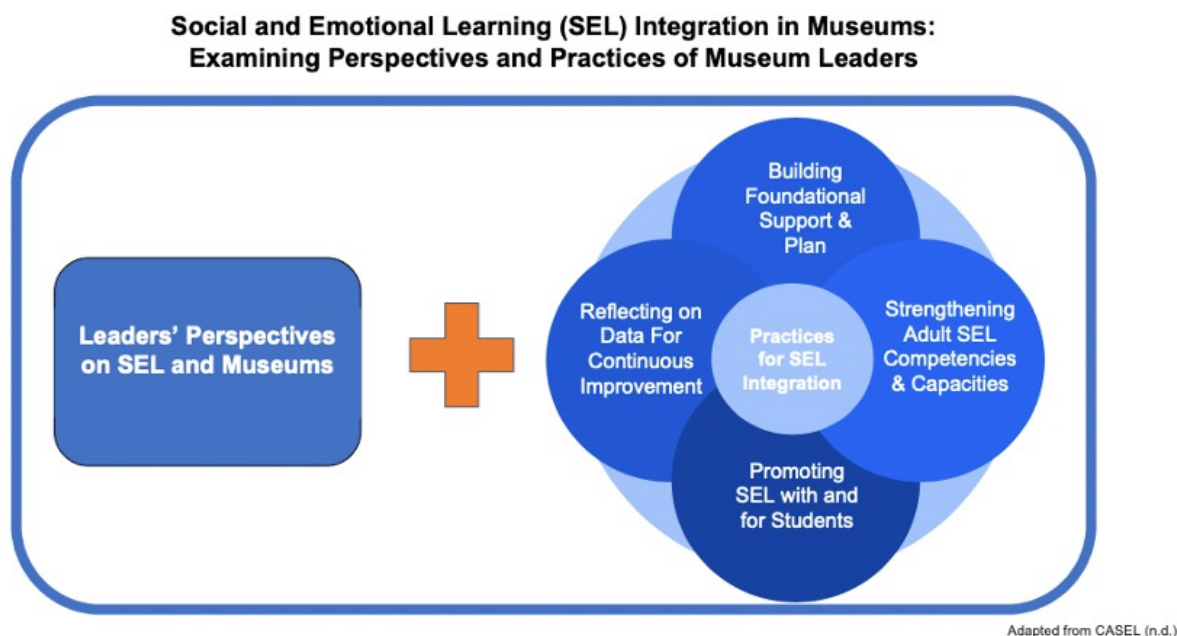 Social and Emotional Learning (SEL) Integration in Museums:
Examining Perspectives and Practices of Museum Leaders
Leaders’ Perspectives
on SEL and Museums
Building
Foundational
Support &
Plan
Reflecting on
Data For
Continuous
Improvement
Practices
for SEL
Integration
Strengthening
Adult SEL
Competencies
& Capacities
Promoting
SEL with and
for Students
Adapted from CASEL (n.d.)